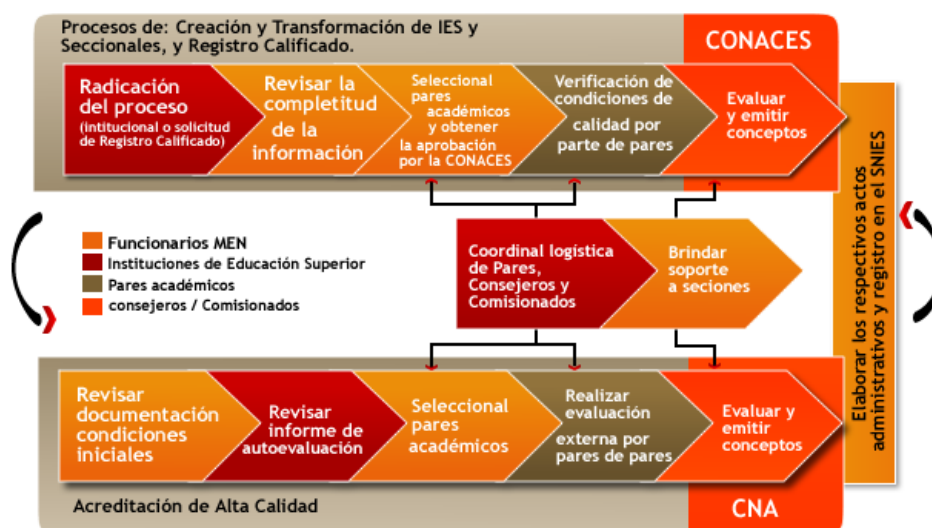 Procesos de: Creación y Transformación de IES y
Seccionales, y Registro Calificado.
CONACES
Radicación
del proceso
(intitucional o solicitud
de Registro Calificado)
Revisar la
completitud
de la
información
Seleccional
pares
académicos
y obtener
la aprobación
por la CONACES
Verificación de
condiciones de
calidad por
parte de pares
Evaluar
y emitir
conceptos
Elaborar los respectivos actos
administrativos y registro en el SNIES
Funcionarios MEN
Instituciones de Educación Superior
Pares académicos
consejeros / Comisionados
Coordinal logística
de Pares,
Consejeros y
Comisionados
Brindar
soporte
a seciones
Revisar
documentación
condiciones
iniciales
Revisar
informe de
autoevaluación
Seleccional
pares
académicos
Realizar
evaluación
externa por
pares de pares
Evaluar y
emitir
conceptos
Acreditación de Alta Calidad
CNA